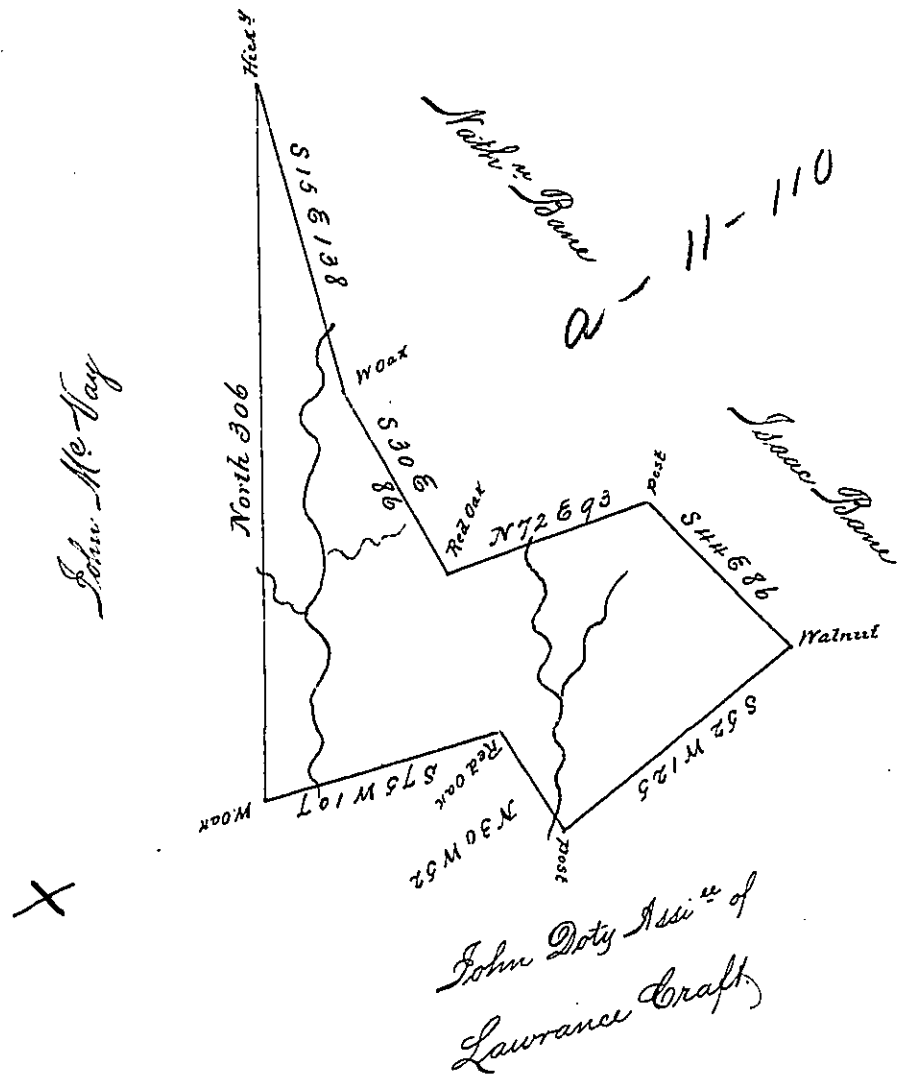 Hick^y
S 15 E 138
Nath^n Bane
a - 11 - 110
John McVay
North 306
W Oak
S 30 E
86
Red Oak
N 72 E 93
post
Isaac Bane
S 44 E 86
Walnut
S 52 W 125
Red Oak
S 75 W 107
W. Oak
N 30 W 52
Post
X
John Doty Assi^ee of
Lawrance Craft